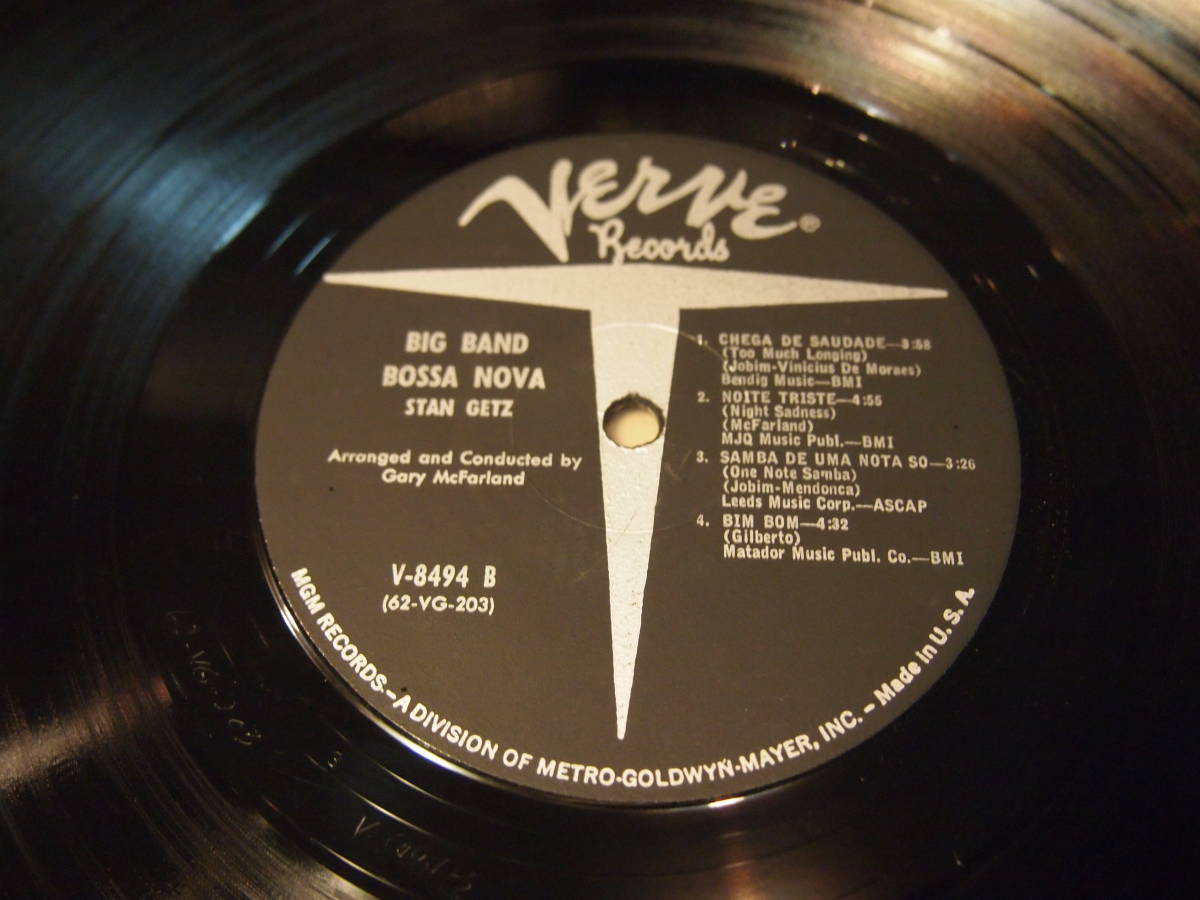 VERVE®
Records
BIG BAND
BOSSA NOVA
STAN GETZ
Arranged and Conducted by
Gary McFarland
V-8494 B
(62-VG-203)
1. CHEGA DE SAUDADE—3:58
(Too Much Longing)
(Jobim-Vinicius De Moraes)
Bendig Music—BMI
2. NOITE TRISTE—4:56
(Night Sadness)
(McFarland)
MJQ Music Publ.—BMI
3. SAMBA DE UMA NOTA SO—3:26
(One Note Samba)
(Jobim-Mendonca)
Leeds Music Corp.—ASCAP
4. BIM BOM—4:32
(Gilberto)
Matador Music Publ. Co.—BMI
MGM RECORDS–A DIVISION OF METRO-GOLDWYN-MAYER, INC. – Made in U. S. A.